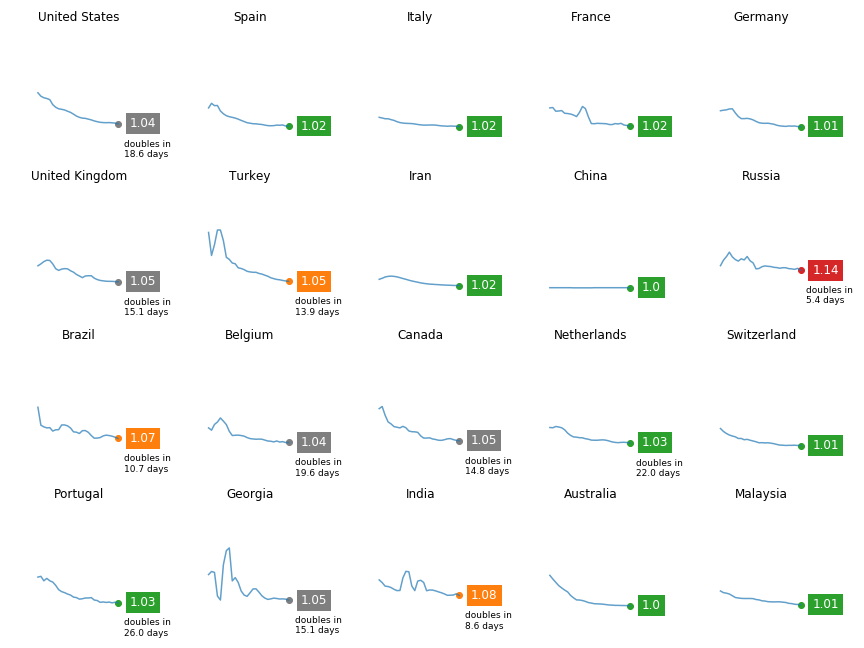 United States
Spain
Italy
France
Germany
1.04
1.02
1.02
1.02
1.01
doubles in
18.6 days
United Kingdom
Turkey
Iran
China
Russia
1.05
1.05
1.02
1.0
1.14
doubles in
15.1 days
doubles in
13.9 days
doubles in
5.4 days
Brazil
Belgium
Canada
Netherlands
Switzerland
1.07
1.04
1.05
1.03
1.01
doubles in
10.7 days
doubles in
19.6 days
doubles in
14.8 days
doubles in
22.0 days
Portugal
Georgia
India
Australia
Malaysia
1.03
1.05
1.08
1.0
1.01
doubles in
26.0 days
doubles in
15.1 days
doubles in
8.6 days